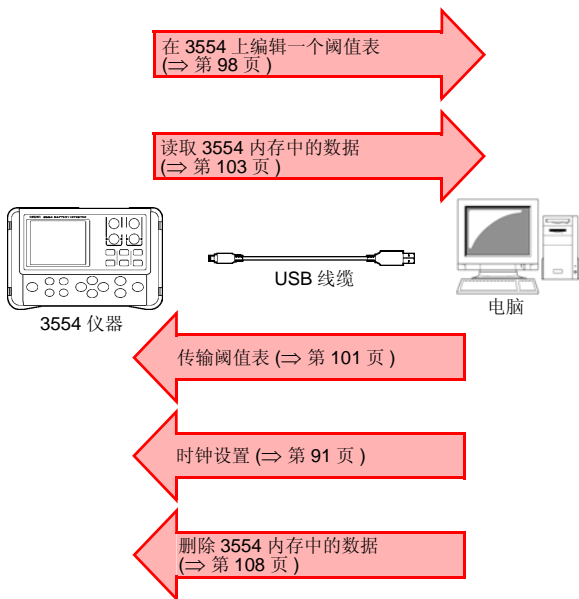 在 3554 上编辑一个阈值表
(⇒ 第 98 页 )
读取 3554 内存中的数据
(⇒ 第 103 页 )
USB 线缆
3554 仪器
电脑
传输阈值表 (⇒ 第 101 页 )
时钟设置 (⇒ 第 91 页 )
删除 3554 内存中的数据
(⇒ 第 108 页 )